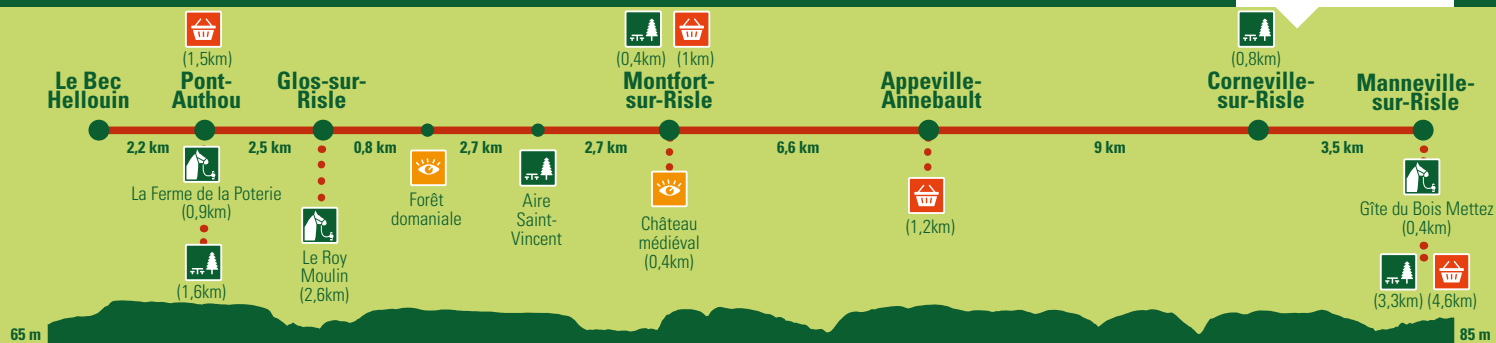 (1,5km)
(0,4km)
(1km)
(0,8km)
Le Bec
Hellouin
Pont-
Authou
Glos-sur-
Risle
Montfort-
sur-Risle
Appeville-
Annebault
Corneville-
sur-Risle
Manneville-
sur-Risle
2,2 km
2,5 km
0,8 km
2,7 km
2,7 km
6,6 km
9 km
3,5 km
La Ferme de la Poterie
(0,9km)
(1,6km)
Le Roy
Moulin
(2,6km)
Forêt
domaniale
Aire
Saint-
Vincent
Château
médiéval
(0,4km)
(1,2km)
Gîte du Bois Mettez
(0,4km)
(3,3km)
(4,6km)
65 m
85 m